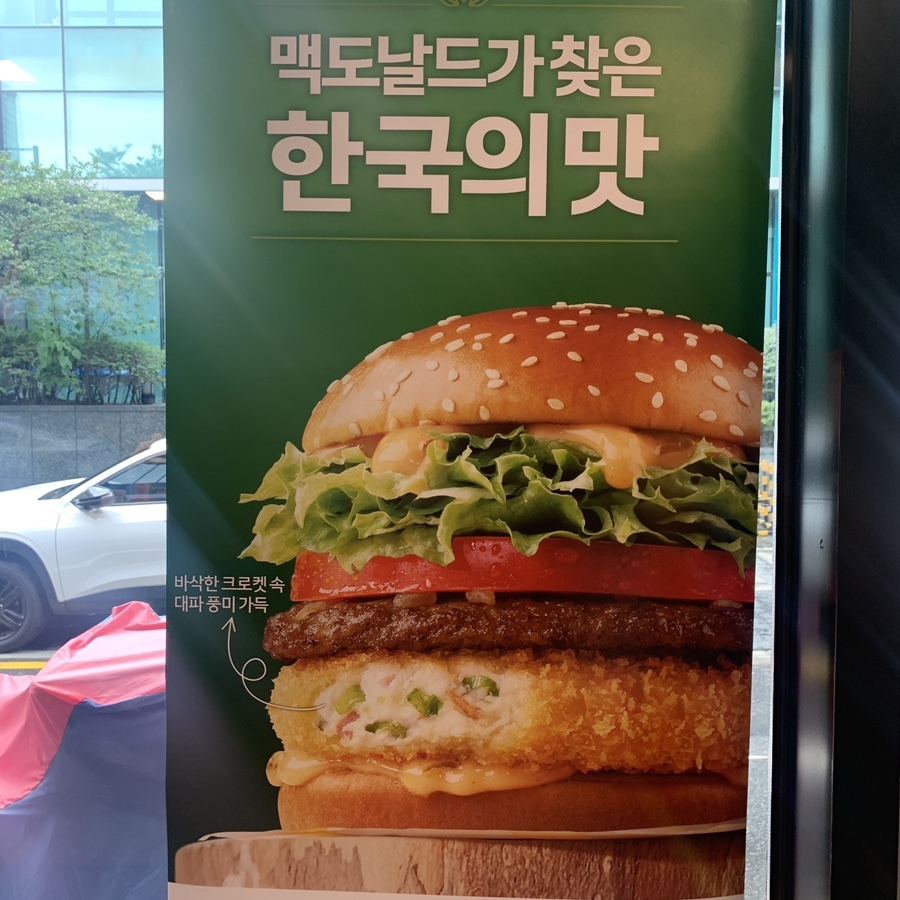 맥도날드가 찾은
한국의 맛
바삭한 크로켓 속
대파 풍미 가득